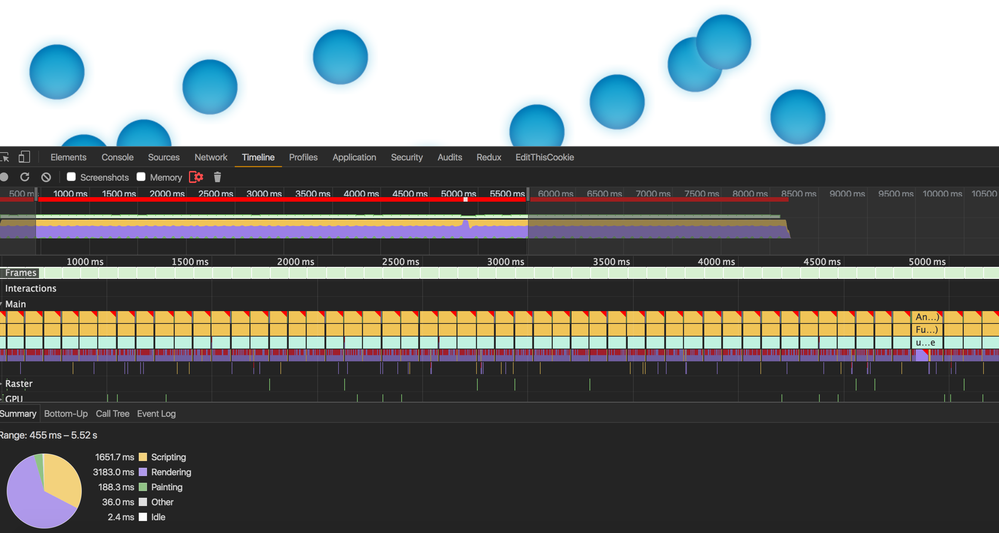 Elements Console Sources Network Timeline Profiles Application Security Audits Redux EditThisCookie
Screenshots Memory
500 ms 1000 ms 1500 ms 2000 ms 2500 ms 3000 ms 3500 ms 4000 ms 4500 ms 5000 ms 5500 ms 6000 ms 6500 ms 7000 ms 7500 ms 8000 ms 8500 ms 9000 ms 9500 ms 10000 ms 10500
1000 ms 1500 ms 2000 ms 2500 ms 3000 ms 3500 ms 4000 ms 4500 ms 5000 ms
Frames
Interactions
Main
An...)
Fu...)
u...e
Raster
GPU
Summary Bottom-Up Call Tree Event Log
Range: 455 ms – 5.52 s
1651.7 ms Scripting
3183.0 ms Rendering
188.3 ms Painting
36.0 ms Other
2.4 ms Idle